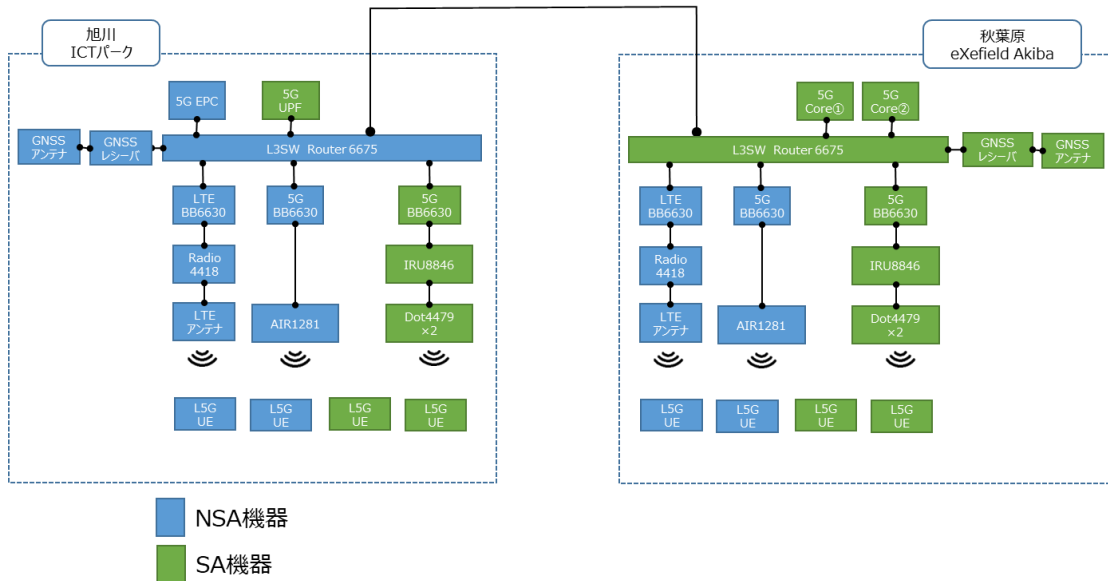 旭川
ICTパーク
5G EPC
5G
UPF
GNSS
アンテナ
GNSS
レシーバ
L3SW Router 6675
LTE
BB6630
5G
BB6630
5G
BB6630
Radio
4418
IRU8846
LTE
アンテナ
AIR1281
Dot4479
×2
L5G
UE
L5G
UE
L5G
UE
L5G
UE
秋葉原
eXefield Akiba
5G
Core①
5G
Core②
L3SW Router 6675
GNSS
レシーバ
GNSS
アンテナ
LTE
BB6630
5G
BB6630
5G
BB6630
Radio
4418
IRU8846
LTE
アンテナ
AIR1281
Dot4479
×2
L5G
UE
L5G
UE
L5G
UE
L5G
UE
NSA機器
SA機器